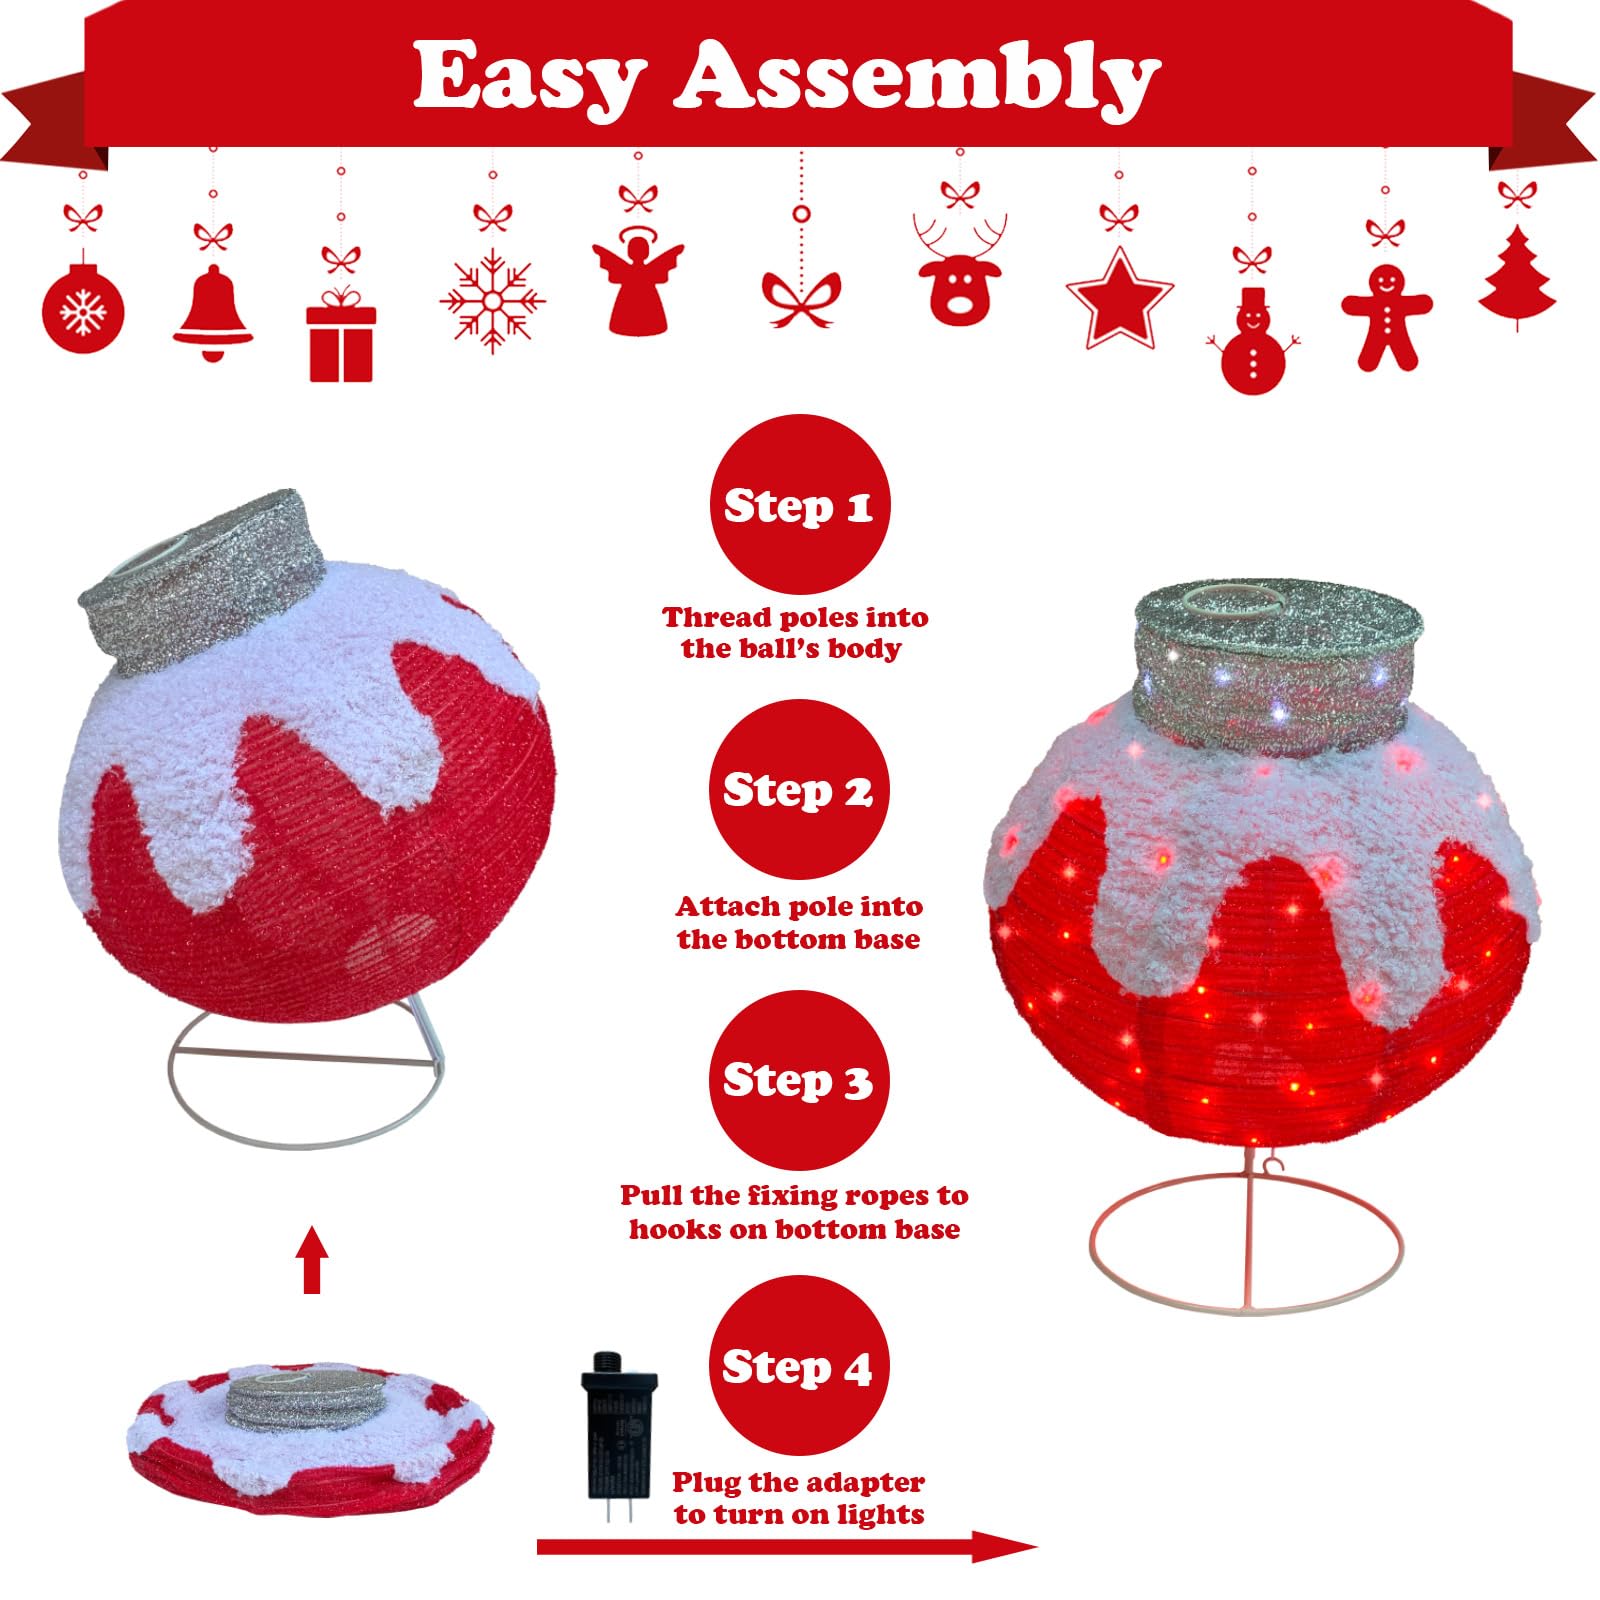 Easy Assembly
Step 1
Thread poles into
the ball's body
Step 2
Attach pole into
the bottom base
Step 3
Pull the fixing ropes to
hooks on bottom base
Step 4
Plug the adapter
to turn on lights